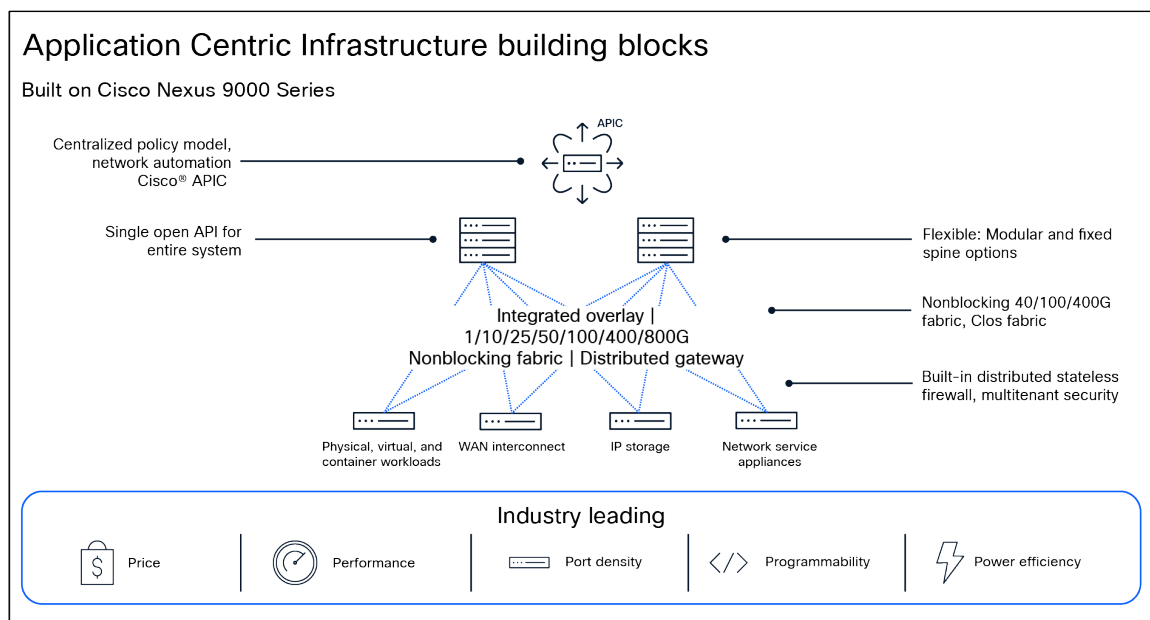 Application Centric Infrastructure building blocks
Built on Cisco Nexus 9000 Series
APIC
Centralized policy model,
network automation
Cisco® APIC
Single open API for
entire system
Flexible: Modular and fixed
spine options
Nonblocking 40/100/400G
fabric, Clos fabric
Integrated overlay |
1/10/25/50/100/400/800G
Nonblocking fabric | Distributed gateway
Built-in distributed stateless
firewall, multitenant security
Physical, virtual, and
container workloads
WAN interconnect
IP storage
Network service
appliances
Industry leading
$
Price
Performance
Port density
</>
Programmability
Power efficiency